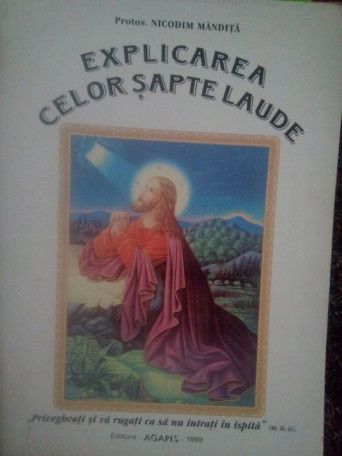 Protos. NICODIM MĂNDIȚĂ
EXPLICAREA
CELOR ȘAPTE LAUDE
„Privegheați și vă rugați ca să nu intrați în ispită”
Editura - AGAPIS - 1999